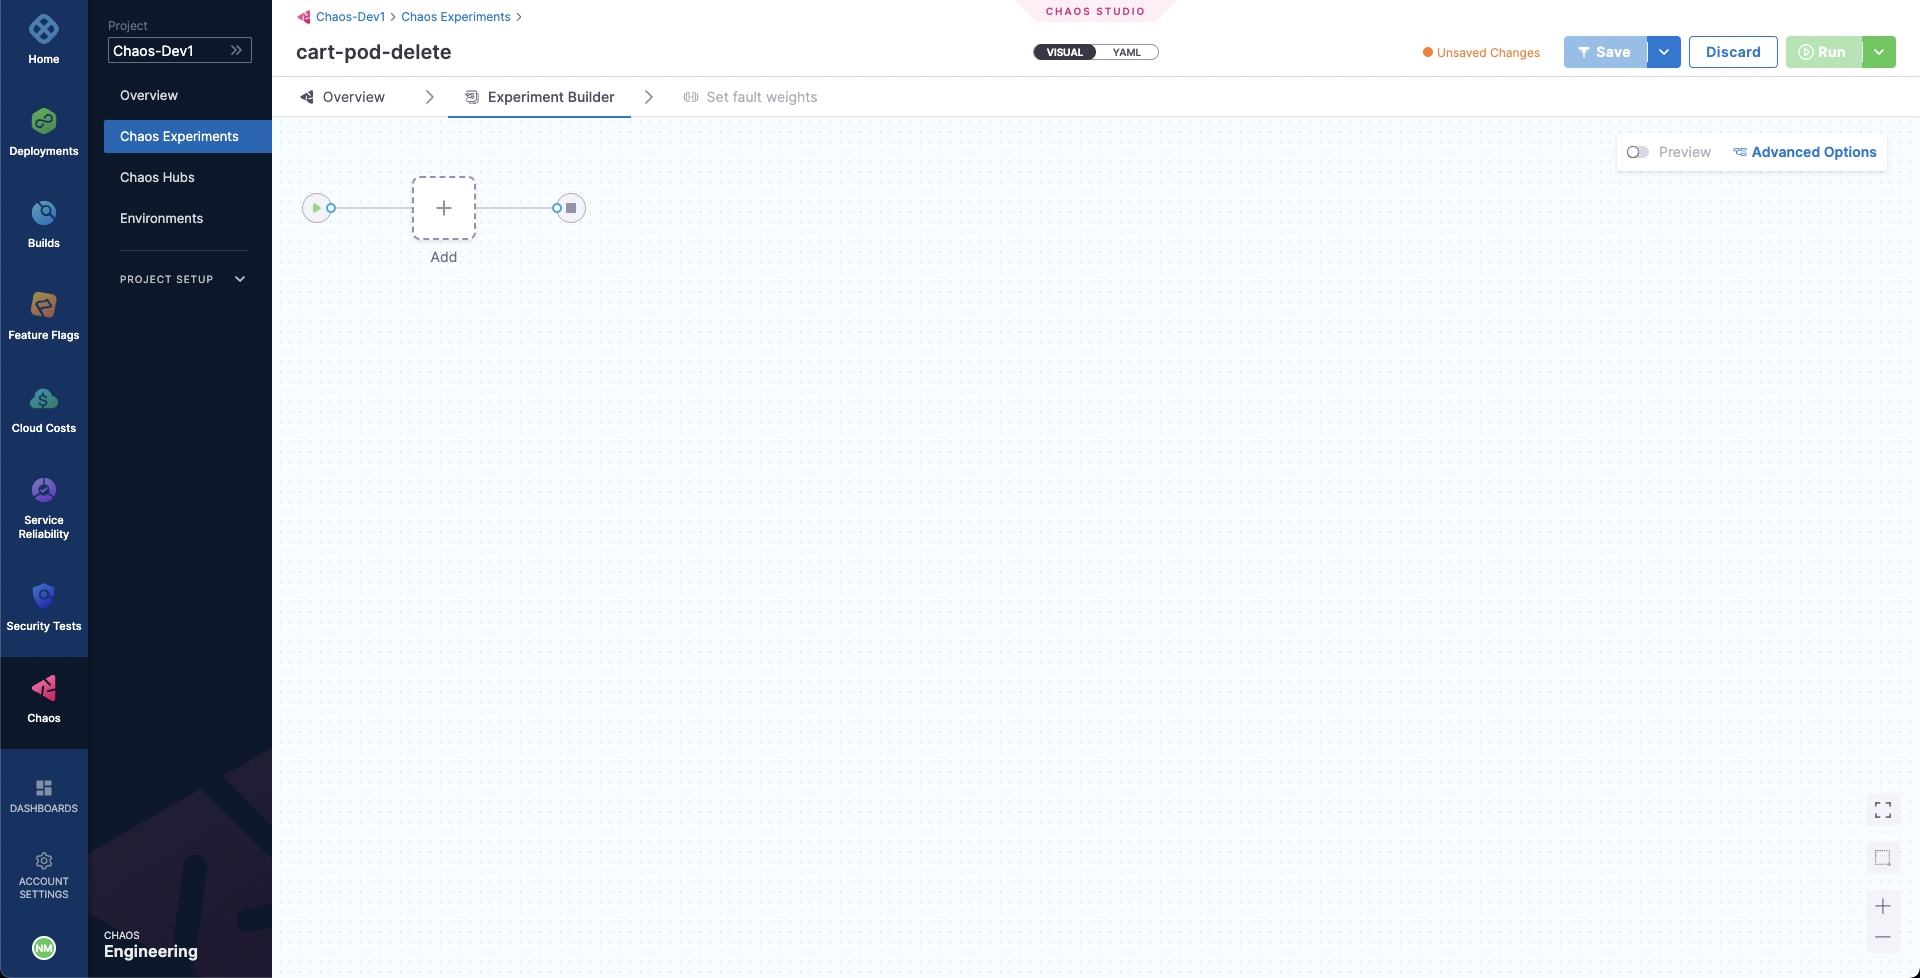 Home
Deployments
Builds
Feature Flags
Cloud Costs
Service
Reliability
Security Tests
Chaos
DASHBOARDS
ACCOUNT
SETTINGS
NM
Project
Chaos-Dev1
Overview
Chaos Experiments
Chaos Hubs
Environments
PROJECT SETUP
CHAOS
Engineering
Chaos-Dev1 > Chaos Experiments >
CHAOS STUDIO
cart-pod-delete
VISUAL YAML
Unsaved Changes
Save
Discard
Run
Overview
Experiment Builder
Set fault weights
Preview
Advanced Options
Add